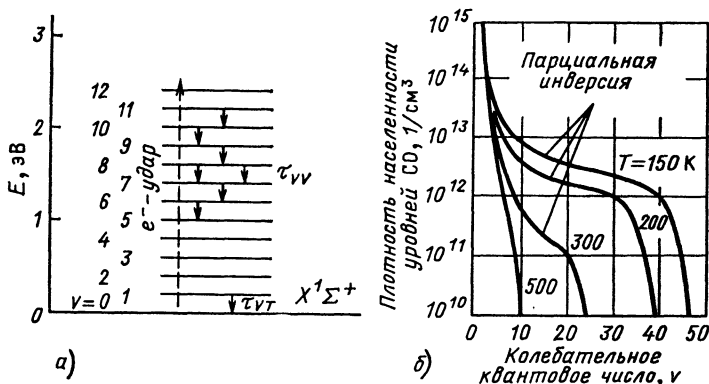 3
2
1
0
E, эВ
12
11
10
9
8
7
6
5
4
3
2
v=0 1
e⁻-удар
τVV
τVT
X¹Σ⁺
а)
10¹⁵
10¹⁴
10¹³
10¹²
10¹¹
10¹⁰
Плотность населенности
уровней CO, 1/см³
Парциальная
инверсия
T=150 К
200
300
500
0 10 20 30 40 50
Колебательное
квантовое число, v
б)